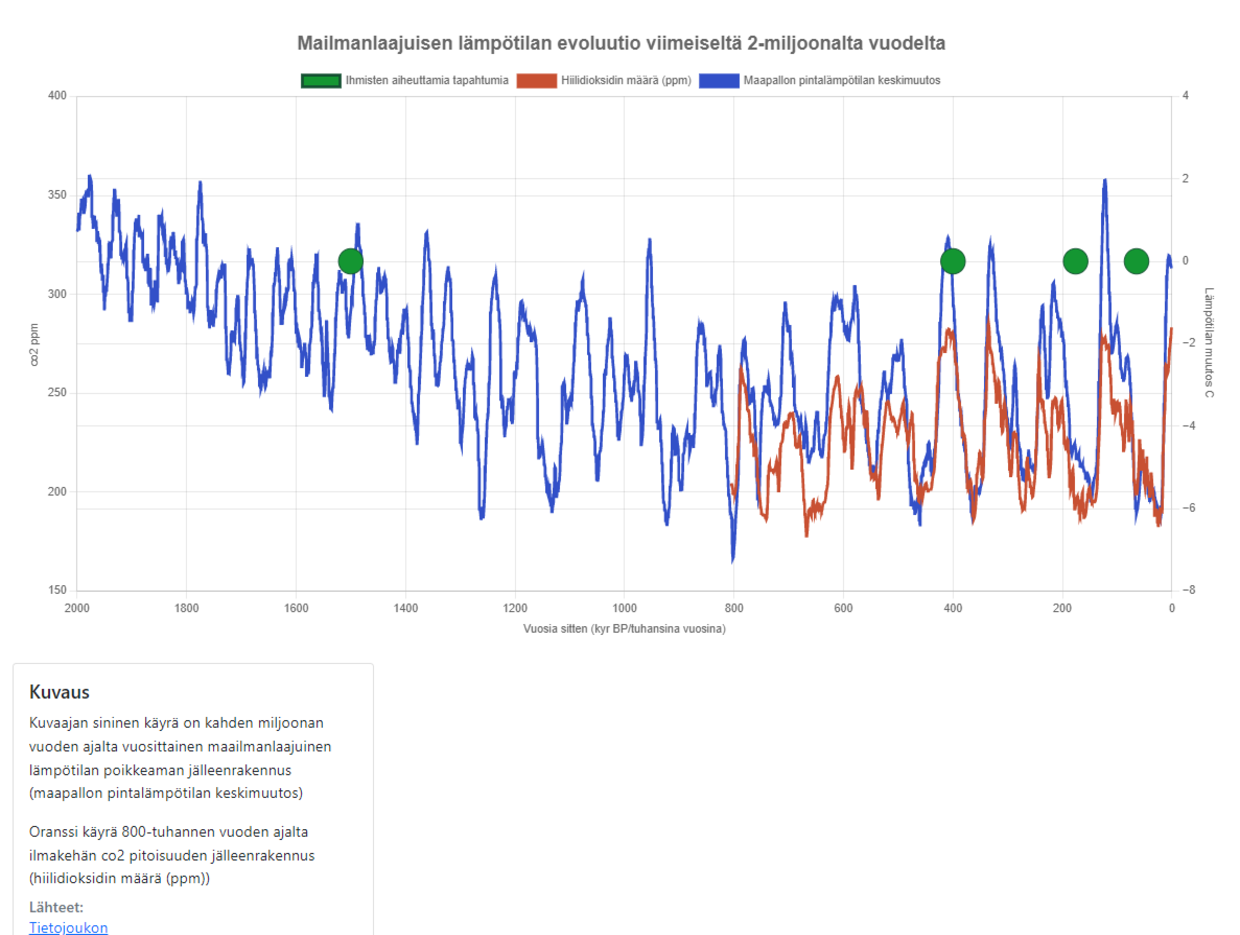 Mailmanlaajuisen lämpötilan evoluutio viimeiseltä 2-miljoonalta vuodelta
Ihmisten aiheuttamia tapahtumia Hiilidioksidin määrä (ppm) Maapallon pintalämpötilan keskimuutos
400
350
300
250
200
150
co2 ppm
4
2
0
−2
−4
−6
−8
Lämpötilan muutos C
2000 1800 1600 1400 1200 1000 800 600 400 200 0
Vuosia sitten (kyr BP/tuhansina vuosina)
Kuvaus
Kuvaajan sininen käyrä on kahden miljoonan
vuoden ajalta vuosittainen maailmanlaajuinen
lämpötilan poikkeaman jälleenrakennus
(maapallon pintalämpötilan keskimuutos)
Oranssi käyrä 800-tuhannen vuoden ajalta
ilmakehän co2 pitoisuuden jälleenrakennus
(hiilidioksidin määrä (ppm))
Lähteet:
Tietojoukon